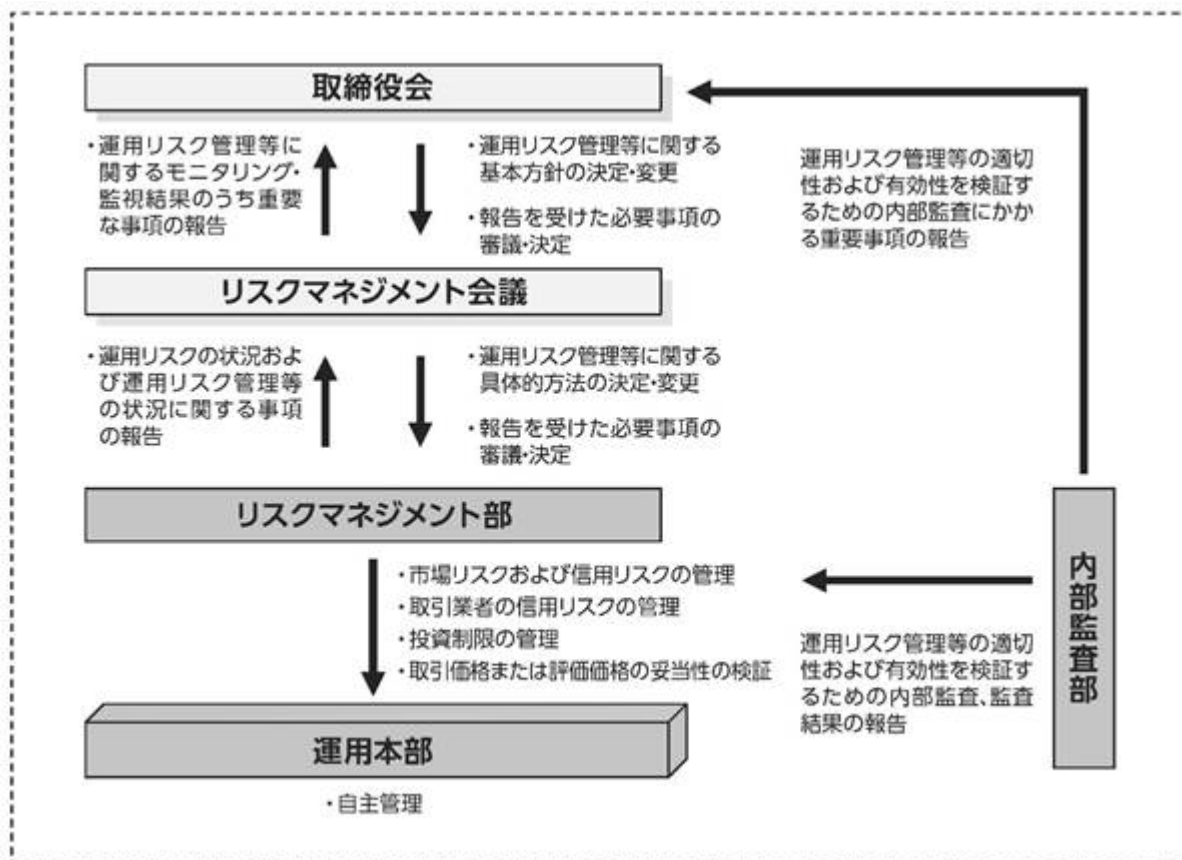 取締役会
・運用リスク管理等に
関するモニタリング・
監視結果のうち重要
な事項の報告
・運用リスク管理等に関する
基本方針の決定・変更
・報告を受けた必要事項の
審議・決定
運用リスク管理等の適切
性および有効性を検証す
るための内部監査にかか
る重要事項の報告
リスクマネジメント会議
・運用リスクの状況およ
び運用リスク管理等
の状況に関する事項
の報告
・運用リスク管理等に関する
具体的方法の決定・変更
・報告を受けた必要事項の
審議・決定
リスクマネジメント部
・市場リスクおよび信用リスクの管理
・取引業者の信用リスクの管理
・投資制限の管理
・取引価格または評価価格の妥当性の検証
内部監査部
運用リスク管理等の適切
性および有効性を検証す
るための内部監査、監査
結果の報告
運用本部
・自主管理